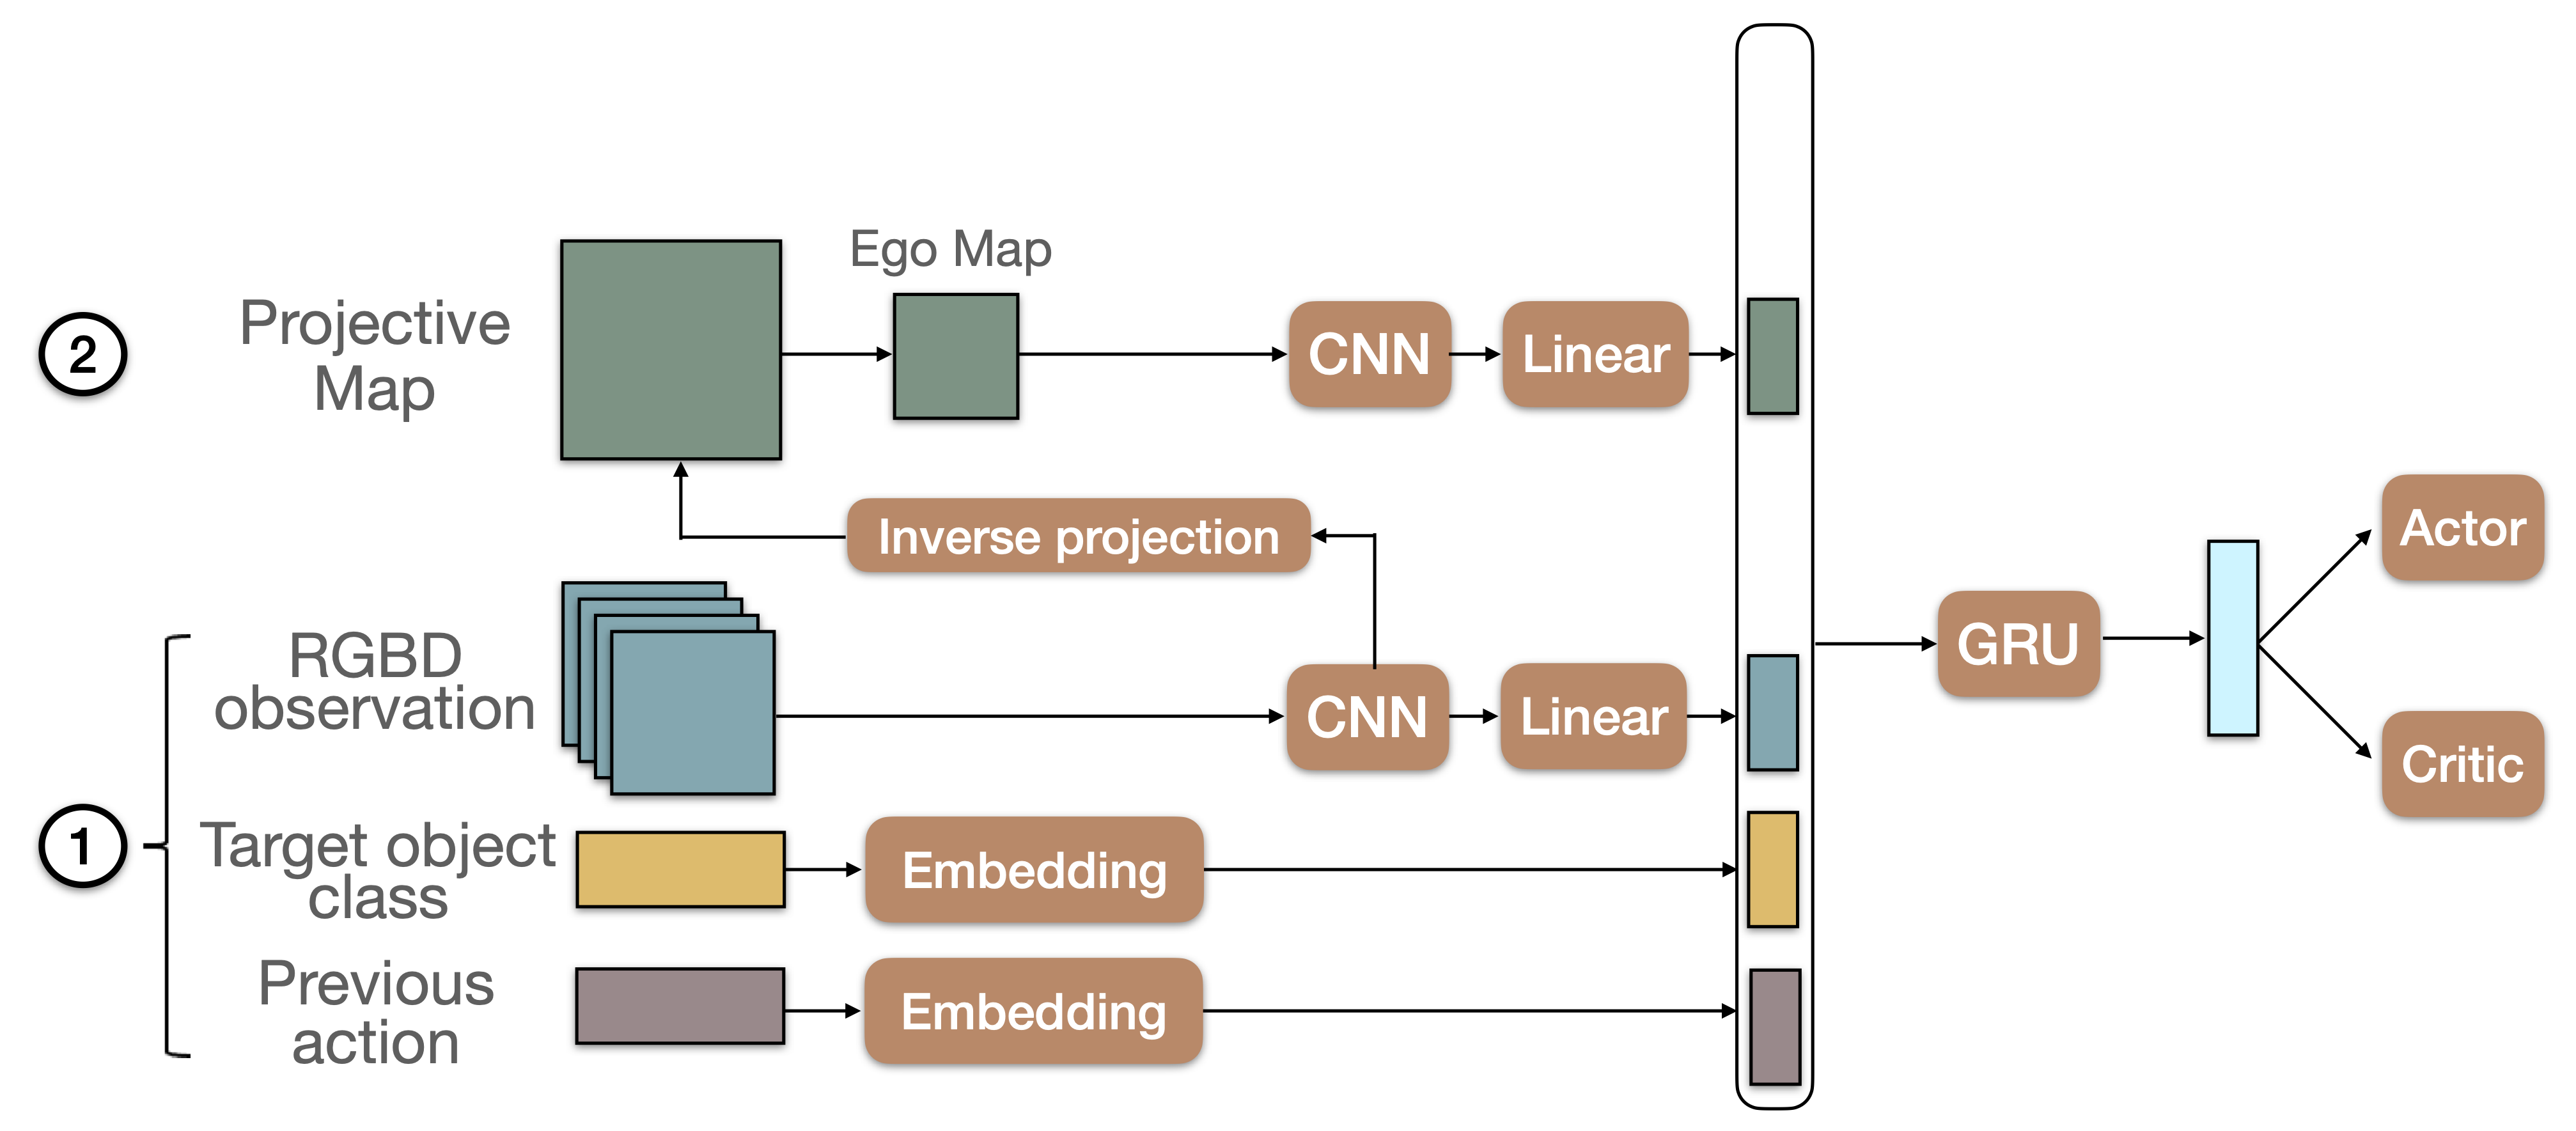 Ego Map
2
Projective
Map
CNN
Linear
Inverse projection
Actor
RGBD
observation
CNN
Linear
GRU
Critic
1
Target object
class
Embedding
Previous
action
Embedding